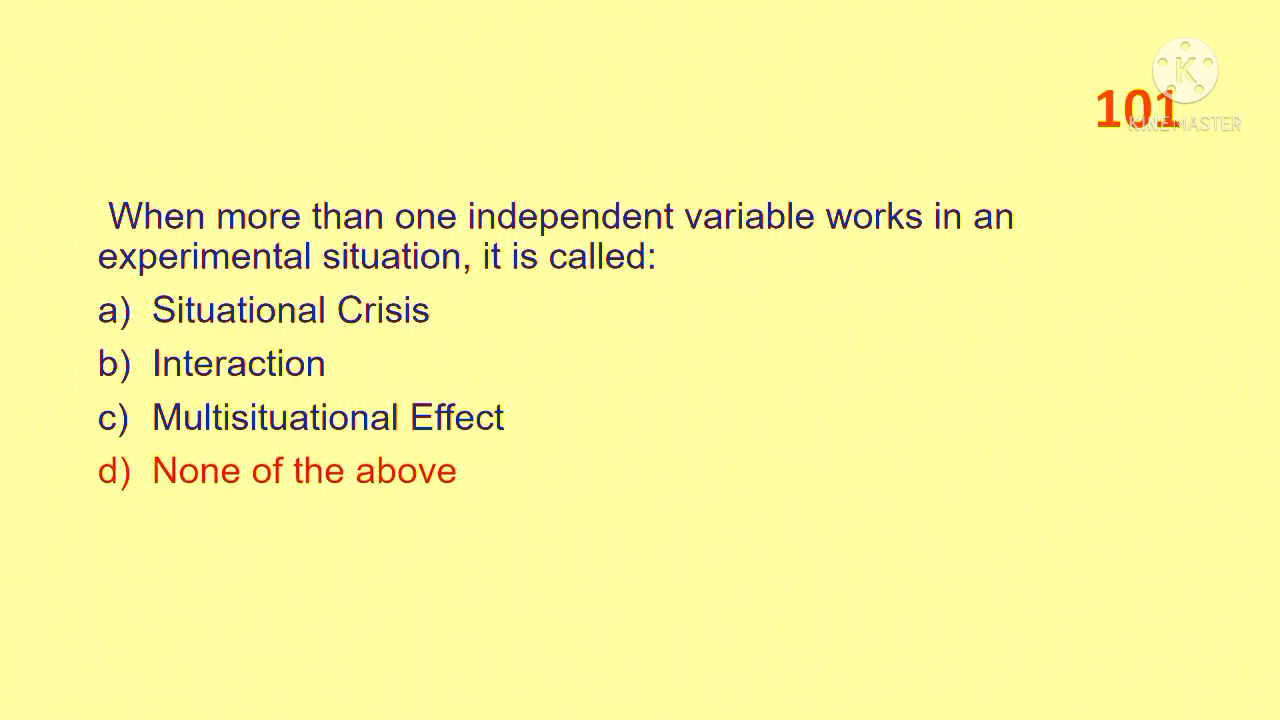 K
101
KINEMASTER
When more than one independent variable works in an
experimental situation, it is called:
a) Situational Crisis
b) Interaction
c) Multisituational Effect
d) None of the above